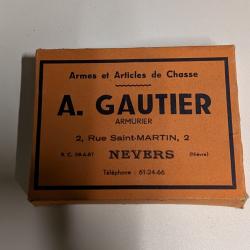 Armes et Articles de Chasse
A. GAUTIER
ARMURIER
2, Rue Saint-MARTIN, 2
NEVERS (Nièvre)
Téléphone : 61-24-66